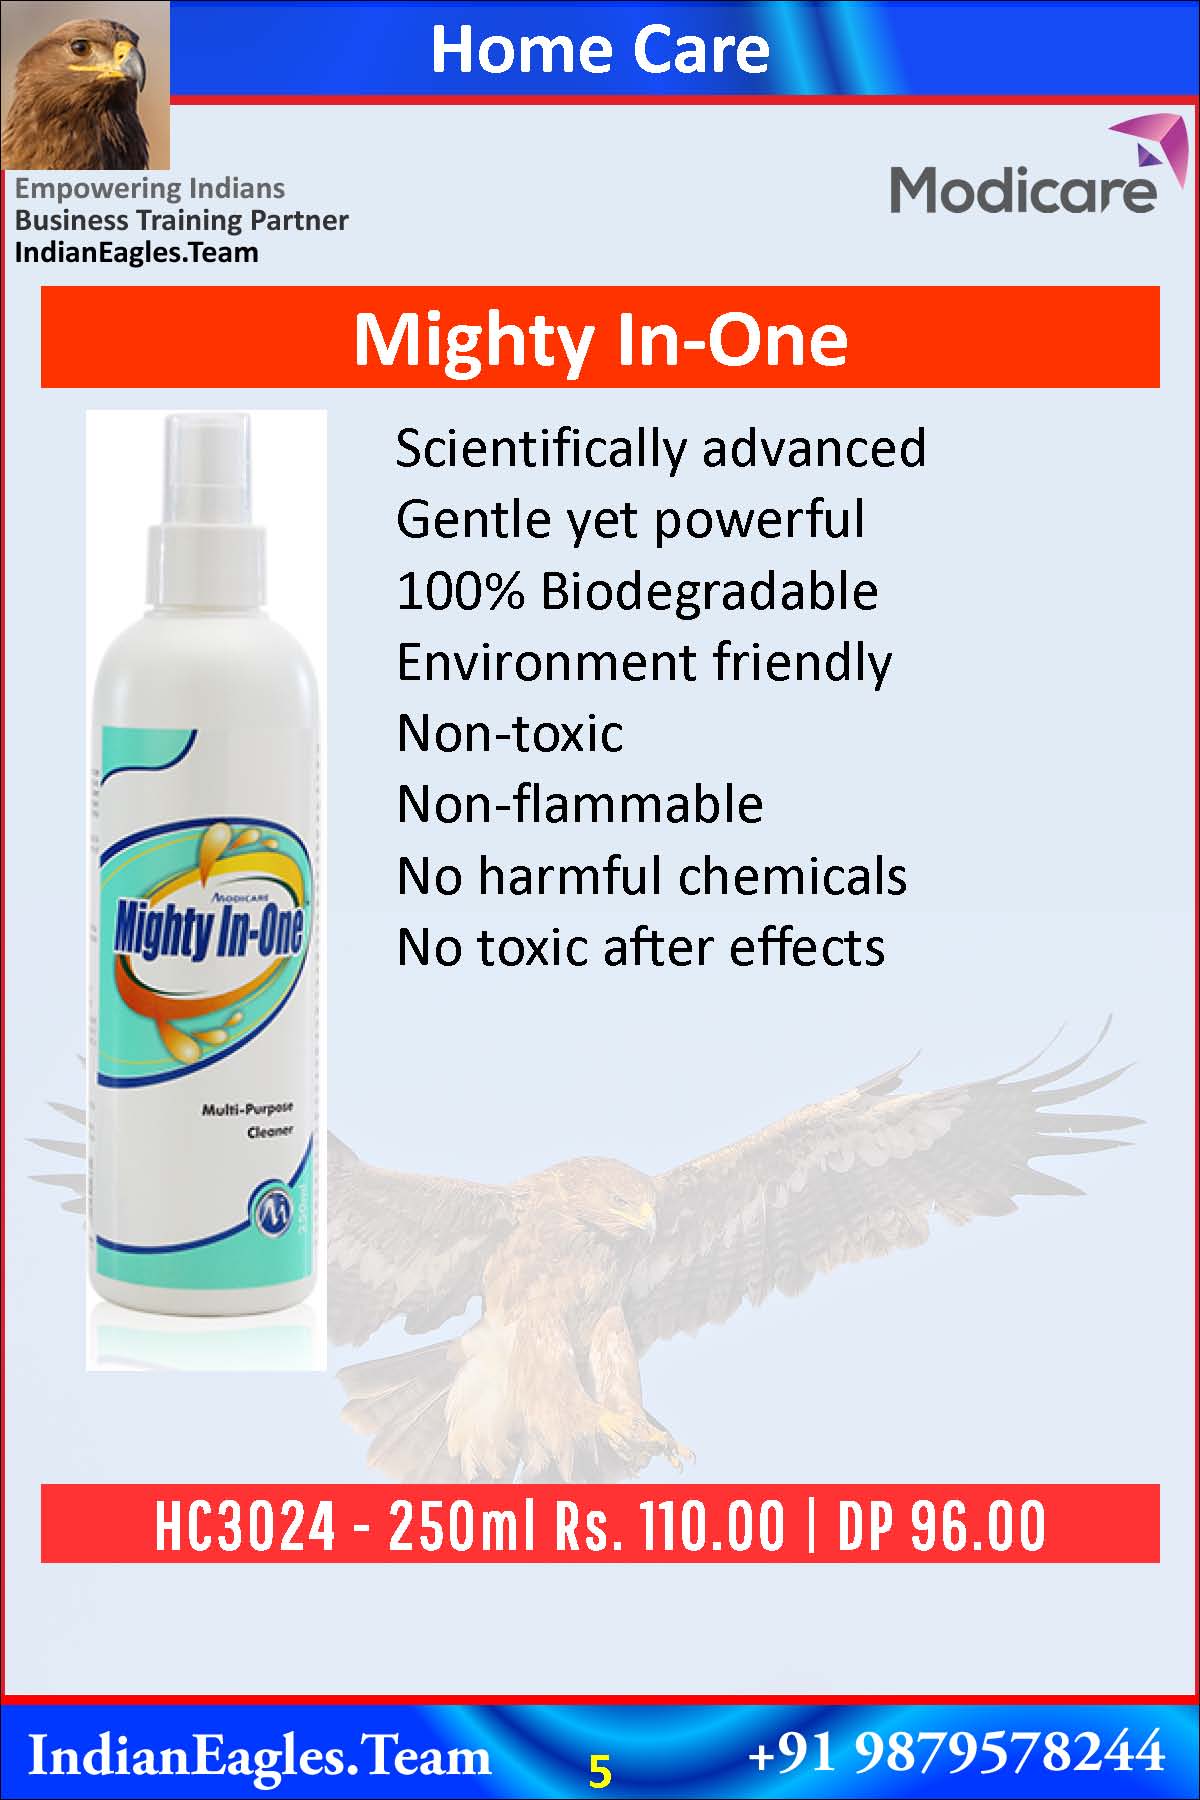 Home Care
Empowering Indians
Business Training Partner
IndianEagles.Team
Modicare
Mighty In-One
Scientifically advanced
Gentle yet powerful
100% Biodegradable
Environment friendly
Non-toxic
Non-flammable
No harmful chemicals
No toxic after effects
MODICARE
Mighty In-One
Multi-Purpose
Cleaner
250ml
HC3024 - 250ml Rs. 110.00 | DP 96.00
IndianEagles.Team
5
+91 9879578244